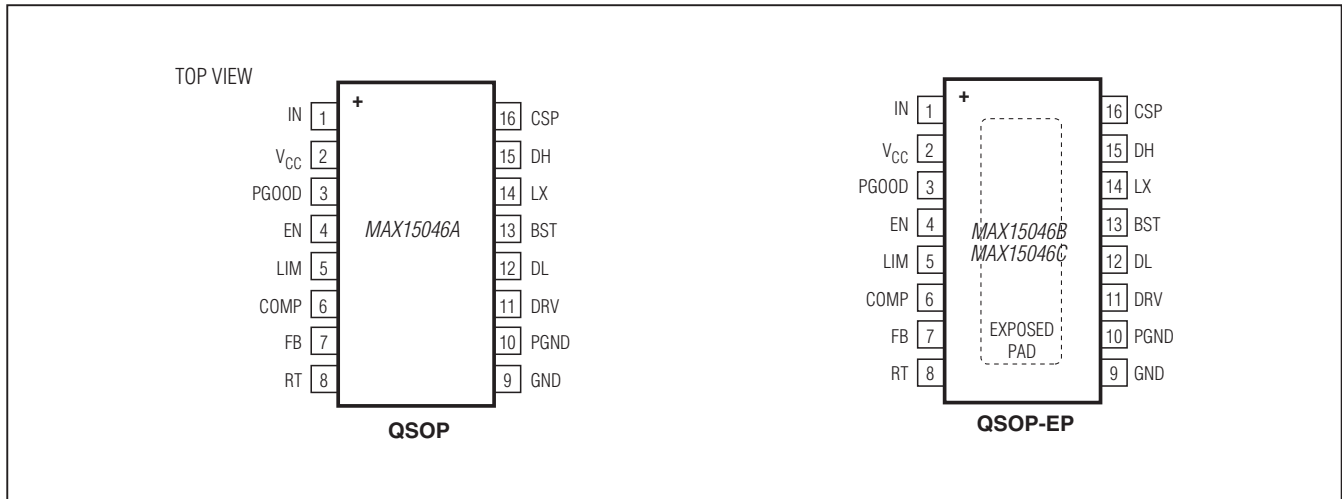 TOP VIEW
+
IN 1
VCC 2
PGOOD 3
EN 4
LIM 5
COMP 6
FB 7
RT 8
MAX15046A
16 CSP
15 DH
14 LX
13 BST
12 DL
11 DRV
10 PGND
9 GND
QSOP
+
IN 1
VCC 2
PGOOD 3
EN 4
LIM 5
COMP 6
FB 7
RT 8
MAX15046B
MAX15046C
EXPOSED
PAD
16 CSP
15 DH
14 LX
13 BST
12 DL
11 DRV
10 PGND
9 GND
QSOP-EP